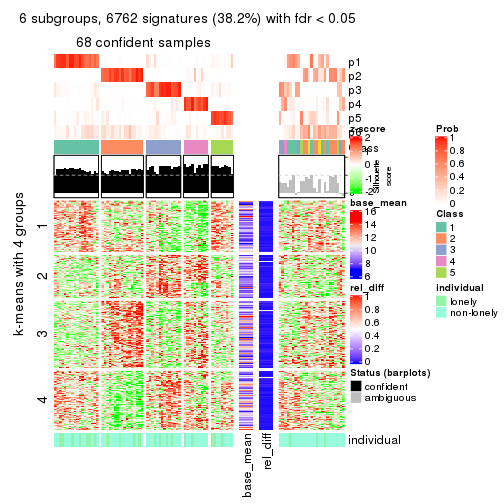 6 subgroups, 6762 signatures (38.2%) with fdr < 0.05
68 confident samples
p1
p2
p3
p4
p5
z-score
2
1
0
-1
-2
Silhouette
score
k-means with 4 groups
1
2
3
4
base_mean
16
14
12
10
8
6
rel_diff
1
0.8
0.6
0.4
0.2
0
Status (barplots)
confident
ambiguous
individual
base_mean
rel_diff
Prob
1
0.8
0.6
0.4
0.2
0
Class
1
2
3
4
5
individual
lonely
non-lonely